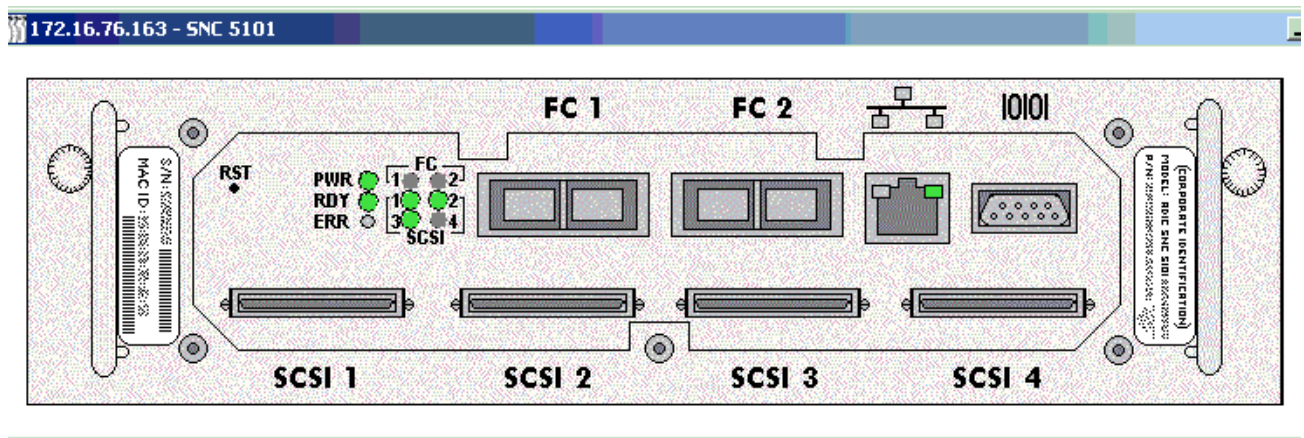 172.16.76.163 - SNC 5101
FC 1
FC 2
|O|O|
RST
PWR
RDY
ERR
FC
1
2
1
2
3
4
SCSI
S/N:
MAC ID:
(CORPORATE IDENTIFICATION)
MODEL: ADIC SNC 5101
P/N:
SCSI 1
SCSI 2
SCSI 3
SCSI 4